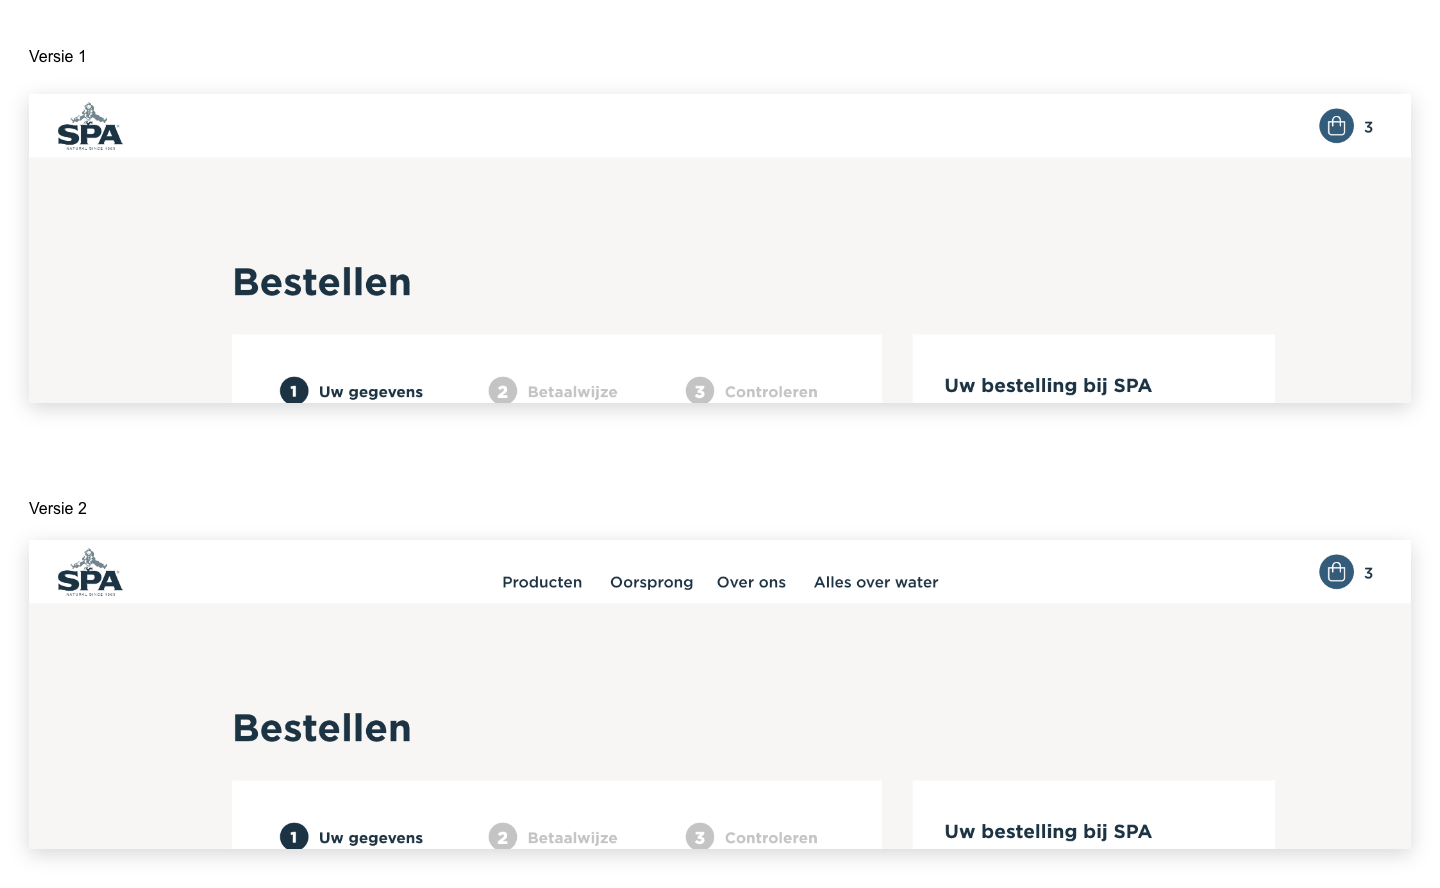 Versie 1
SPA
NATURAL SINCE 1583
3
Bestellen
1 Uw gegevens 2 Betaalwijze 3 Controleren
Uw bestelling bij SPA
Versie 2
SPA
NATURAL SINCE 1583
Producten Oorsprong Over ons Alles over water
3
Bestellen
1 Uw gegevens 2 Betaalwijze 3 Controleren
Uw bestelling bij SPA